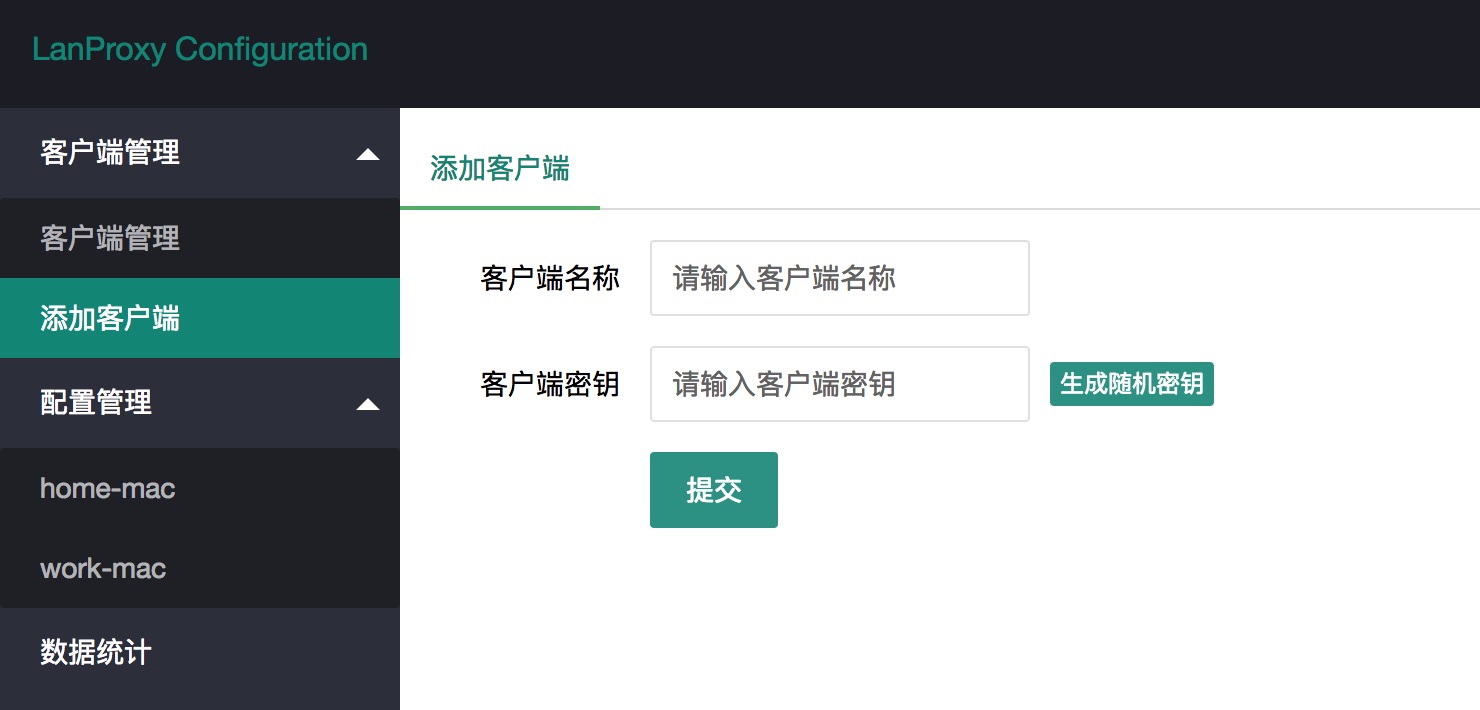 LanProxy Configuration
客户端管理
客户端管理
添加客户端
配置管理
home-mac
work-mac
数据统计
添加客户端
客户端名称 请输入客户端名称
客户端密钥 请输入客户端密钥 生成随机密钥
提交